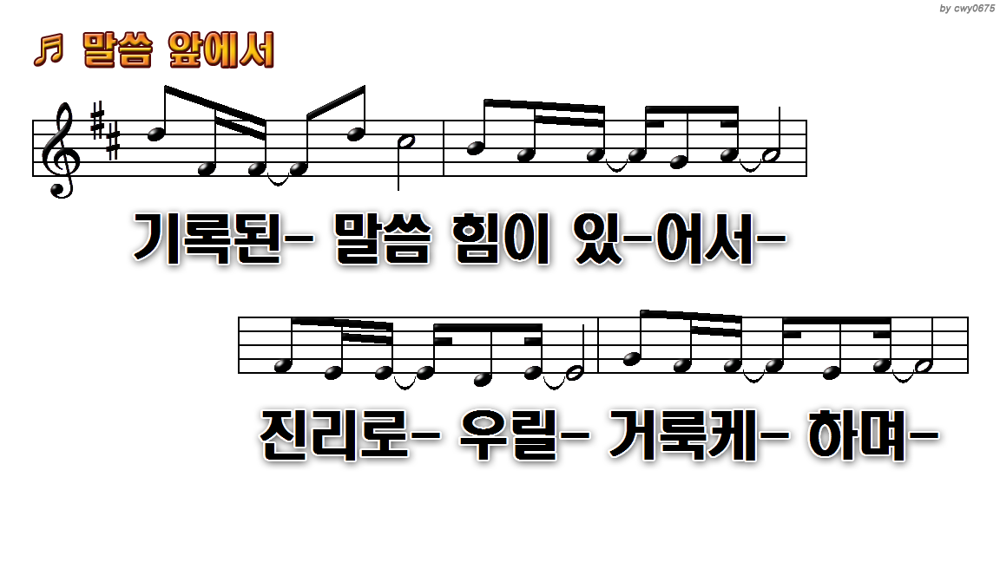 by cwy0675
♬ 말씀 앞에서
기록된- 말씀 힘이 있-어서-
진리로- 우릴- 거룩케- 하며-